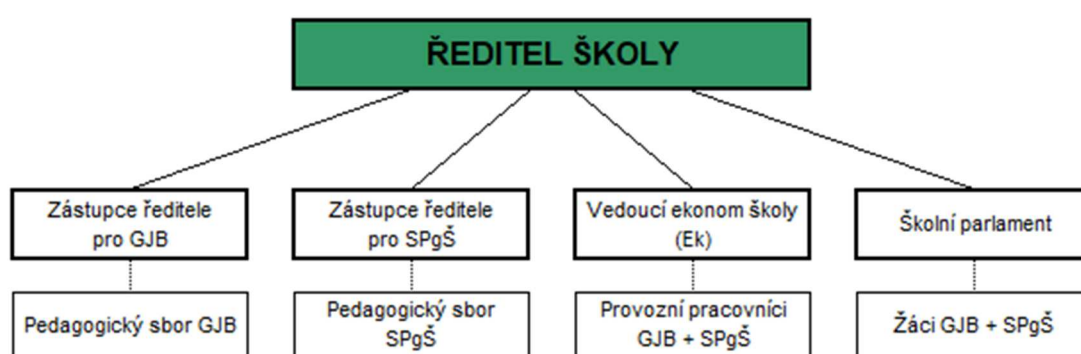 ŘEDITEL ŠKOLY
Zástupce ředitele
pro GJB
Zástupce ředitele
pro SPgŠ
Vedoucí ekonom školy
(Ek)
Školní parlament
Pedagogický sbor GJB
Pedagogický sbor
SPgŠ
Provozní pracovníci
GJB + SPgŠ
Žáci GJB + SPgŠ